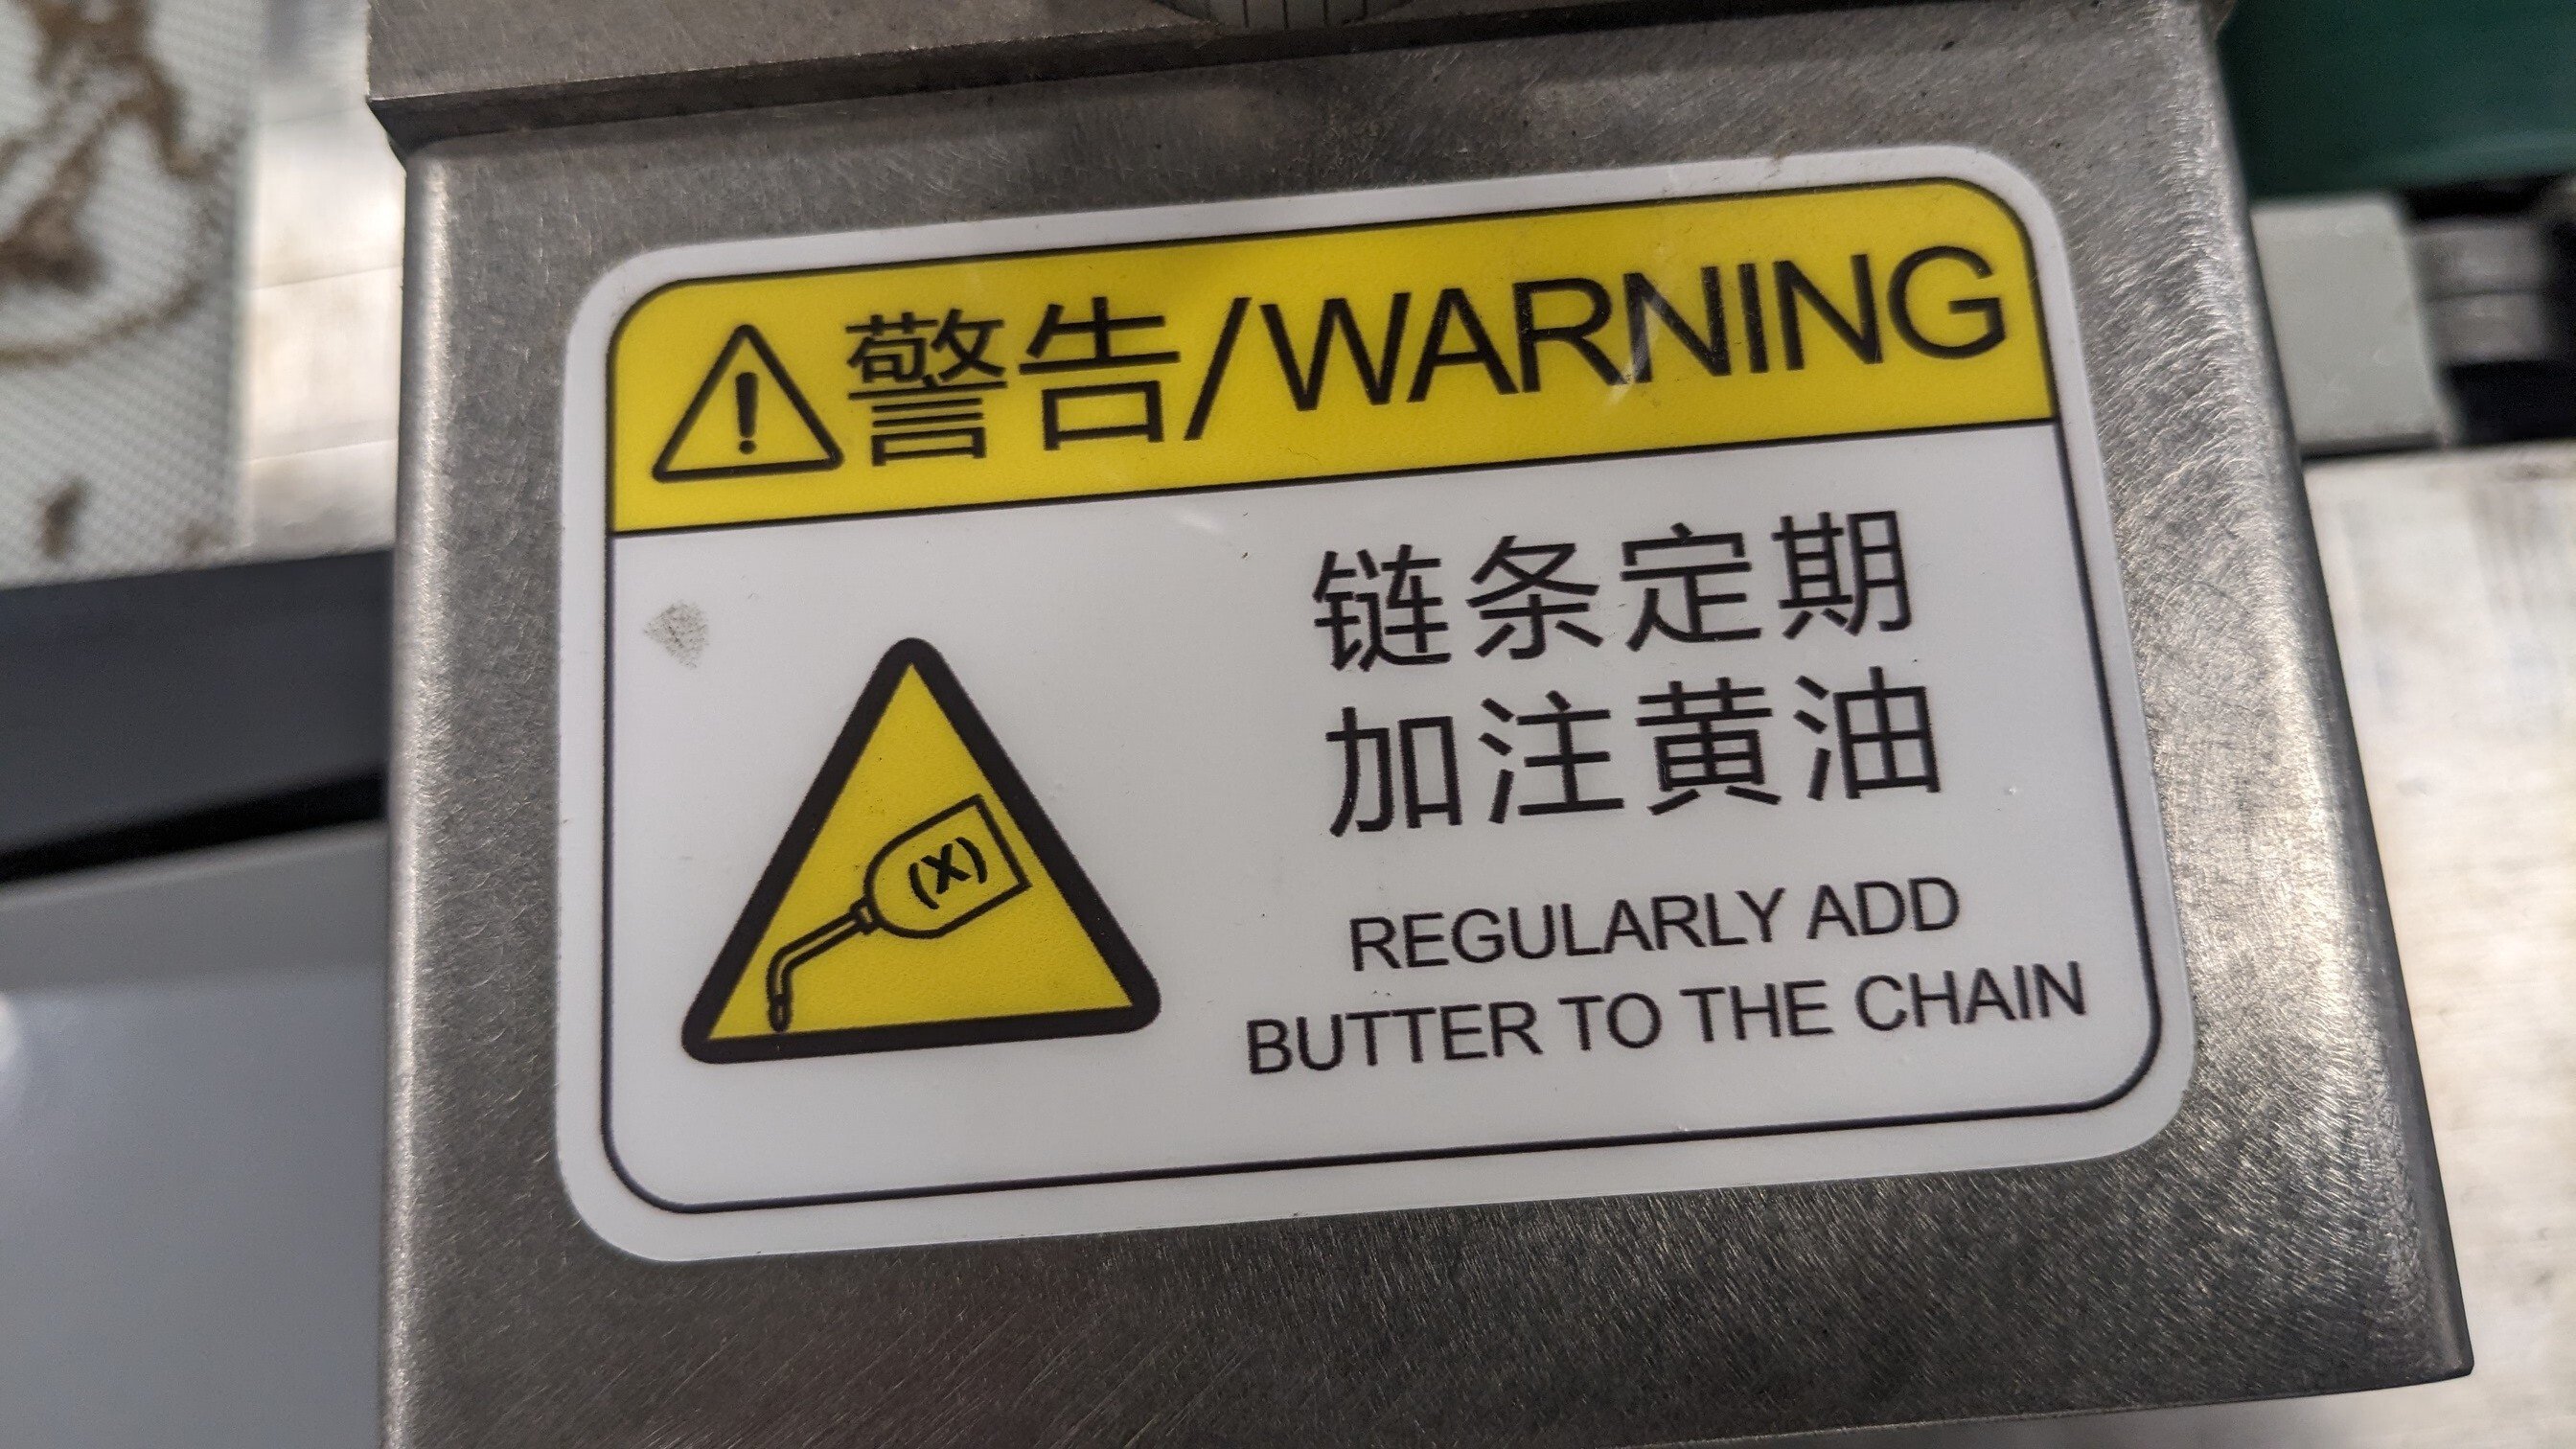 警告/WARNING
链条定期
加注黄油
REGULARLY ADD
BUTTER TO THE CHAIN
(X)